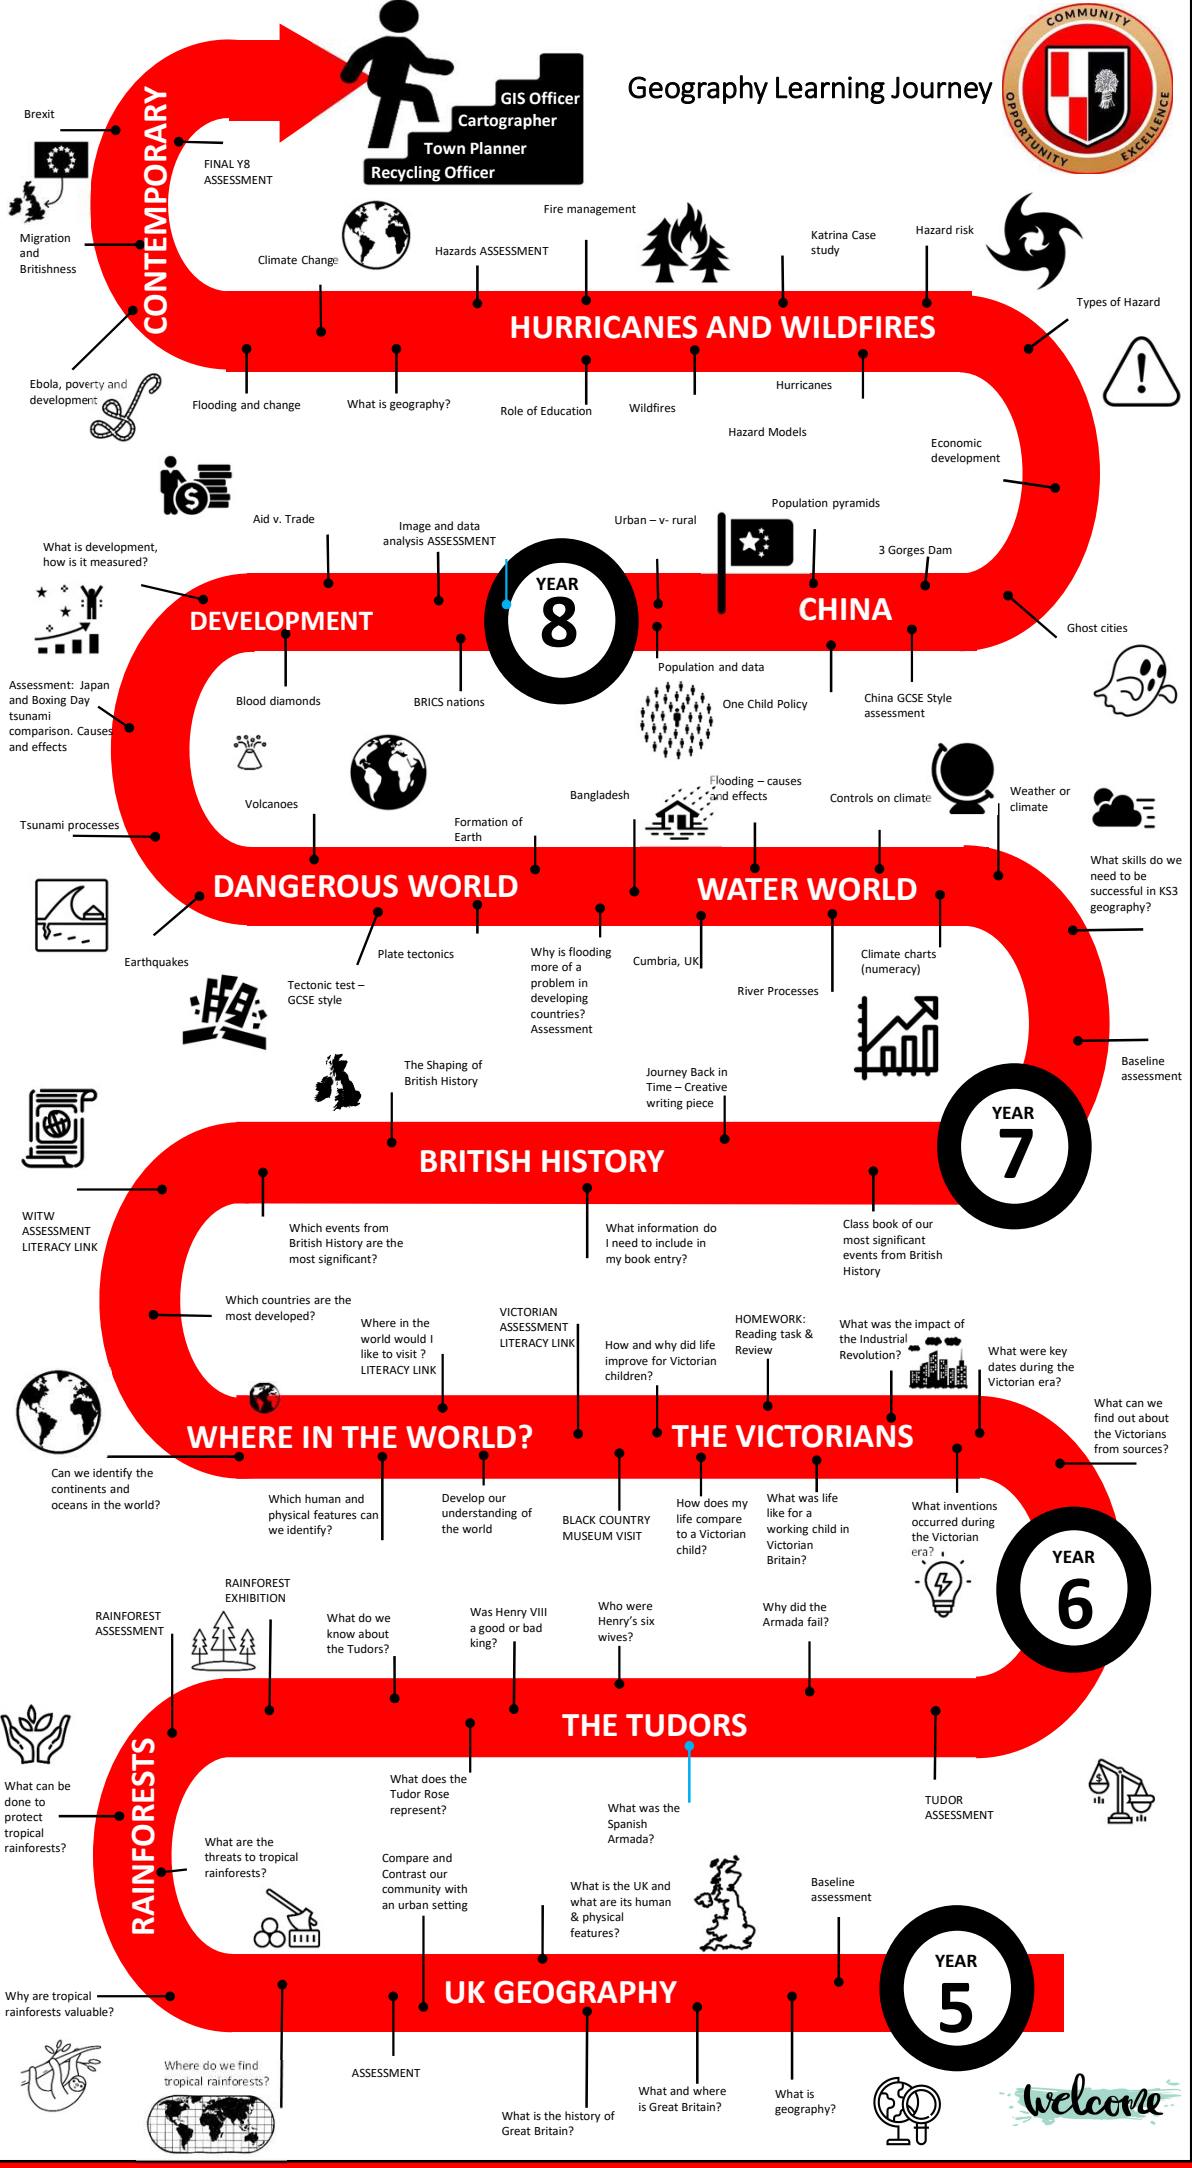 Geography Learning Journey
COMMUNITY
OPPORTUNITY
EXCELLENCE
GIS Officer
Cartographer
Town Planner
Recycling Officer
Brexit
FINAL Y8
ASSESSMENT
CONTEMPORARY
Migration
and
Britishness
Ebola, poverty and
development
Climate Change
Hazards ASSESSMENT
Fire management
Katrina Case
study
Hazard risk
Types of Hazard
HURRICANES AND WILDFIRES
Flooding and change
What is geography?
Role of Education
Wildfires
Hurricanes
Hazard Models
Economic
development
Aid v. Trade
Image and data
analysis ASSESSMENT
Urban – v- rural
Population pyramids
3 Gorges Dam
What is development,
how is it measured?
DEVELOPMENT
YEAR
8
CHINA
Ghost cities
Assessment: Japan
and Boxing Day
tsunami
comparison. Causes
and effects
Blood diamonds
BRICS nations
Population and data
One Child Policy
China GCSE Style
assessment
Tsunami processes
Volcanoes
Formation of
Earth
Bangladesh
Flooding – causes
and effects
Controls on climate
Weather or
climate
What skills do we
need to be
successful in KS3
geography?
DANGEROUS WORLD
WATER WORLD
Earthquakes
Tectonic test –
GCSE style
Plate tectonics
Why is flooding
more of a
problem in
developing
countries?
Assessment
Cumbria, UK
River Processes
Climate charts
(numeracy)
Baseline
assessment
The Shaping of
British History
Journey Back in
Time – Creative
writing piece
YEAR
7
BRITISH HISTORY
WITW
ASSESSMENT
LITERACY LINK
Which events from
British History are the
most significant?
What information do
I need to include in
my book entry?
Class book of our
most significant
events from British
History
Which countries are the
most developed?
Where in the
world would I
like to visit ?
LITERACY LINK
VICTORIAN
ASSESSMENT
LITERACY LINK
How and why did life
improve for Victorian
children?
HOMEWORK:
Reading task &
Review
What was the impact of
the Industrial
Revolution?
What were key
dates during the
Victorian era?
What can we
find out about
the Victorians
from sources?
WHERE IN THE WORLD?
THE VICTORIANS
Can we identify the
continents and
oceans in the world?
Which human and
physical features can
we identify?
Develop our
understanding of
the world
BLACK COUNTRY
MUSEUM VISIT
How does my
life compare
to a Victorian
child?
What was life
like for a
working child in
Victorian
Britain?
What inventions
occurred during
the Victorian
era?
YEAR
6
RAINFOREST
ASSESSMENT
RAINFOREST
EXHIBITION
What do we
know about
the Tudors?
Was Henry VIII
a good or bad
king?
Who were
Henry's six
wives?
Why did the
Armada fail?
THE TUDORS
What can be
done to
protect
tropical
rainforests?
RAINFORESTS
What are the
threats to tropical
rainforests?
What does the
Tudor Rose
represent?
What was the
Spanish
Armada?
TUDOR
ASSESSMENT
Compare and
Contrast our
community with
an urban setting
What is the UK and
what are its human
& physical
features?
Baseline
assessment
Why are tropical
rainforests valuable?
UK GEOGRAPHY
YEAR
5
Where do we find
tropical rainforests?
ASSESSMENT
What is the history of
Great Britain?
What and where
is Great Britain?
What is
geography?
welcome